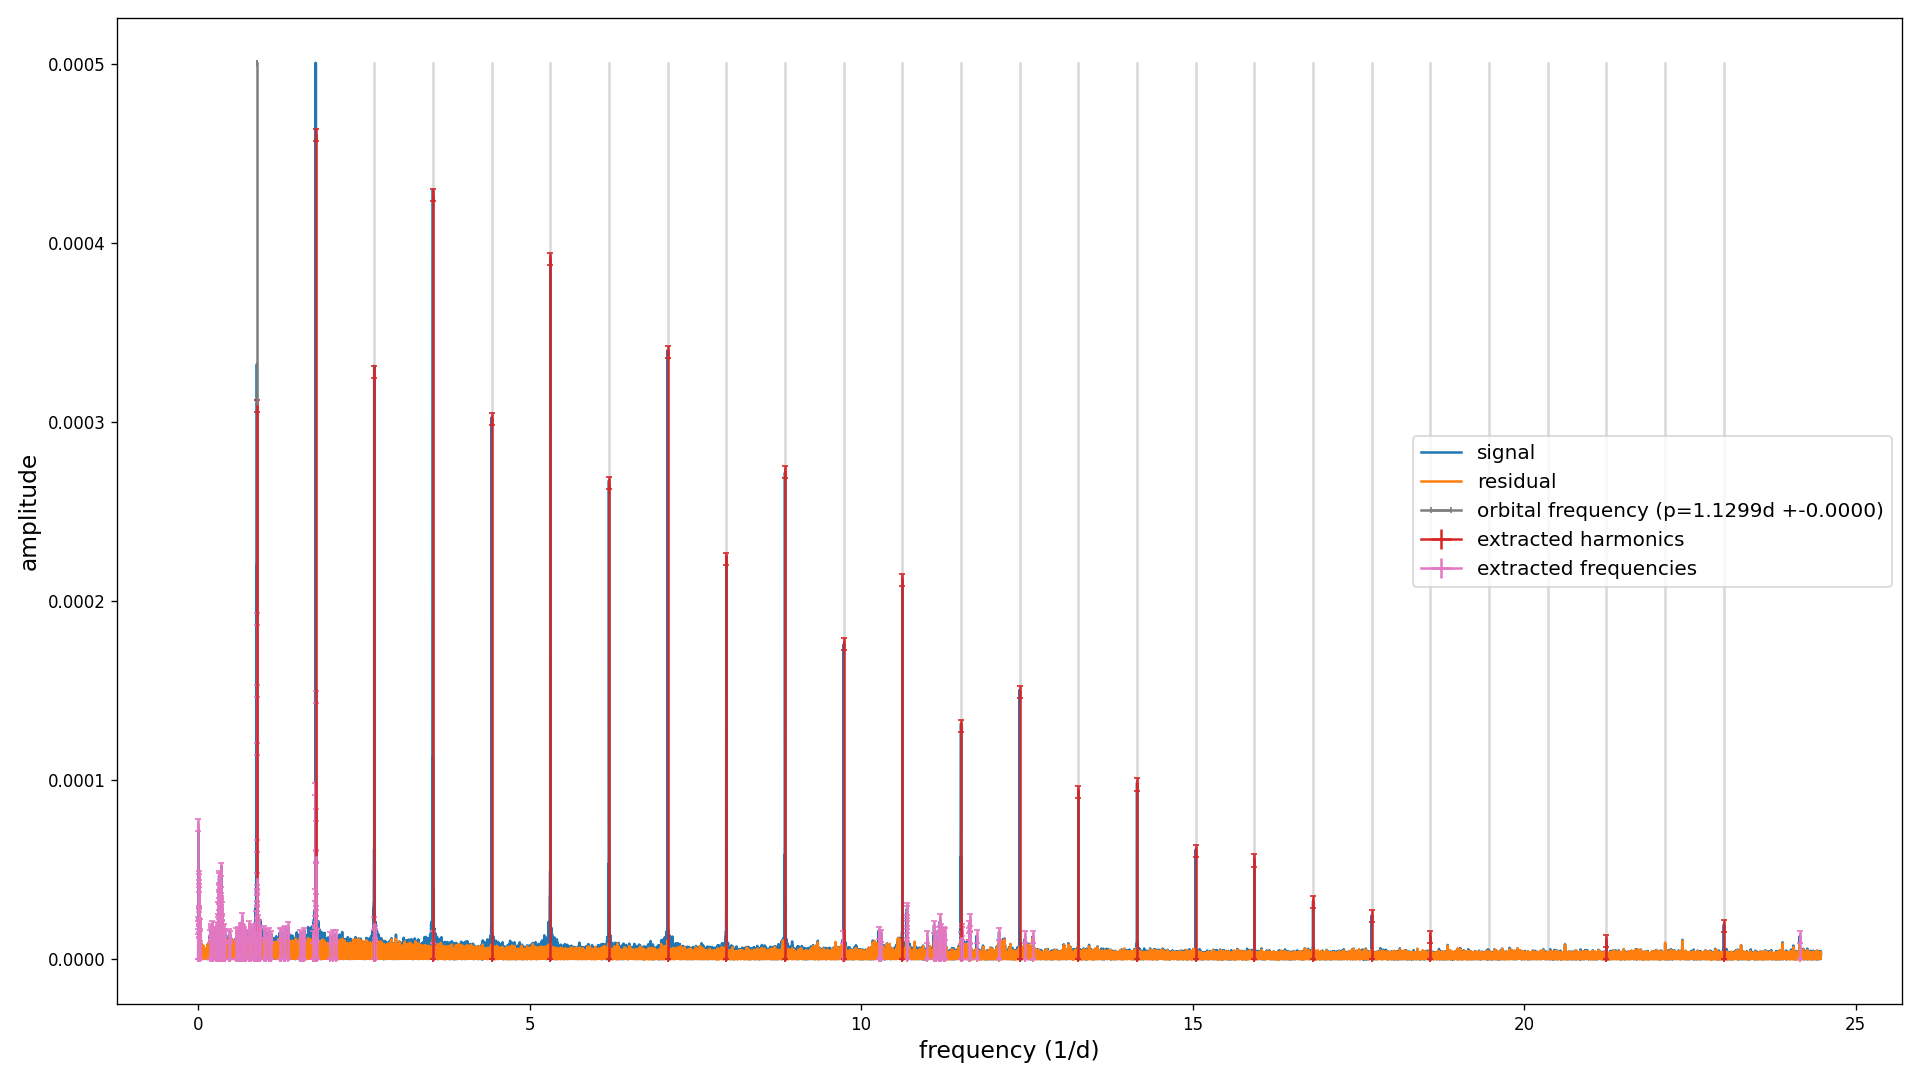 0.0005
0.0004
0.0003
0.0002
0.0001
0.0000
amplitude
signal
residual
orbital frequency (p=1.1299d +-0.0000)
extracted harmonics
extracted frequencies
0 5 10 15 20 25
frequency (1/d)